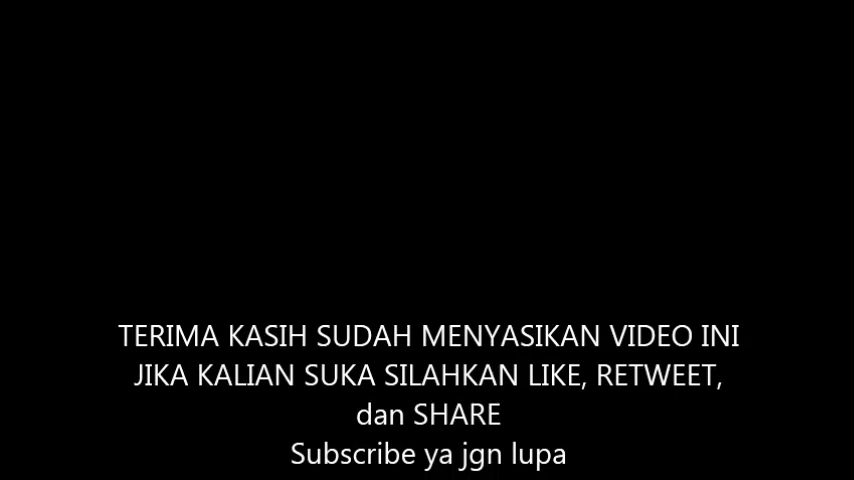 TERIMA KASIH SUDAH MENYASIKAN VIDEO INI
JIKA KALIAN SUKA SILAHKAN LIKE, RETWEET,
dan SHARE
Subscribe ya jgn lupa